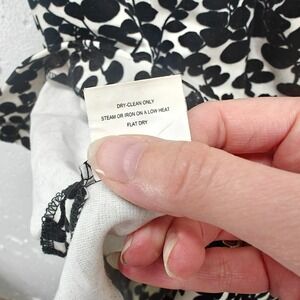 DRY-CLEAN ONLY
STEAM OR IRON ON A LOW HEAT
FLAT DRY